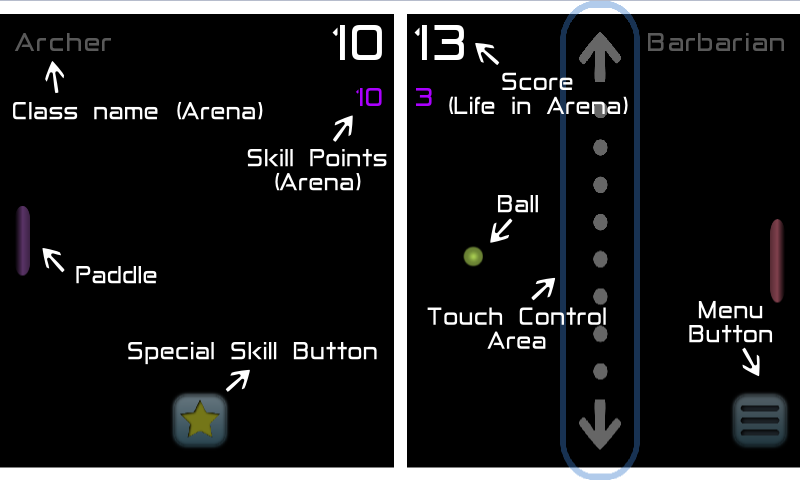 Archer
10
Class name (Arena)
10
Skill Points
(Arena)
Paddle
Special Skill Button
13
Barbarian
Score
3
(Life in Arena)
Ball
Touch Control
Area
Menu
Button